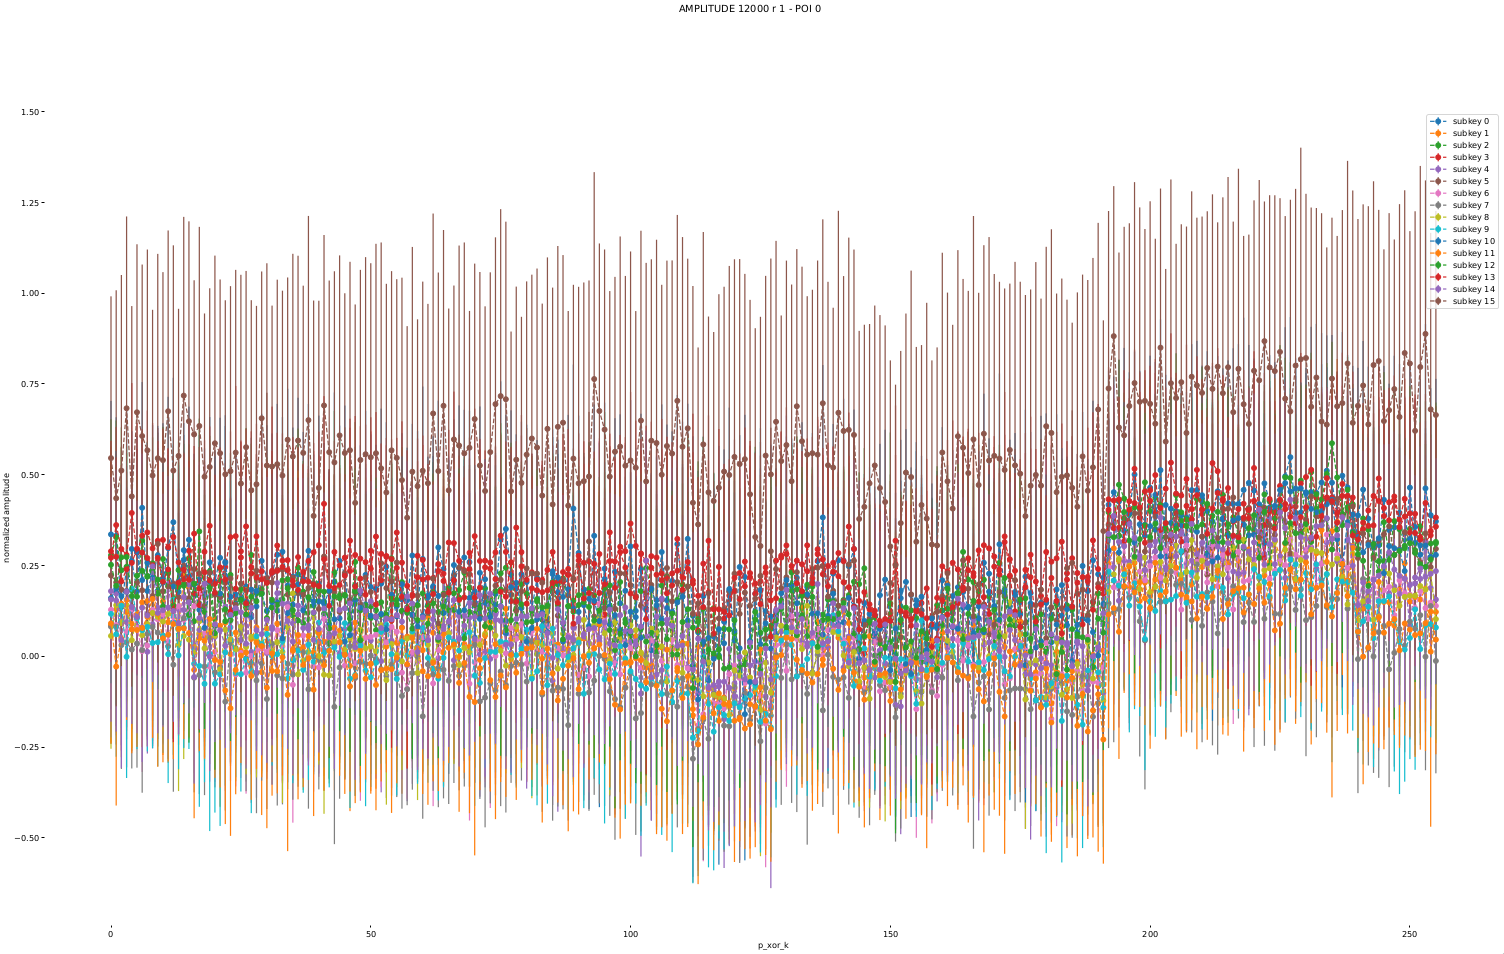 AMPLITUDE 12000 r 1 - POI 0
normalized amplitude
1.50
1.25
1.00
0.75
0.50
0.25
0.00
−0.25
−0.50
0
50
100
150
200
250
p_xor_k
subkey 0
subkey 1
subkey 2
subkey 3
subkey 4
subkey 5
subkey 6
subkey 7
subkey 8
subkey 9
subkey 10
subkey 11
subkey 12
subkey 13
subkey 14
subkey 15